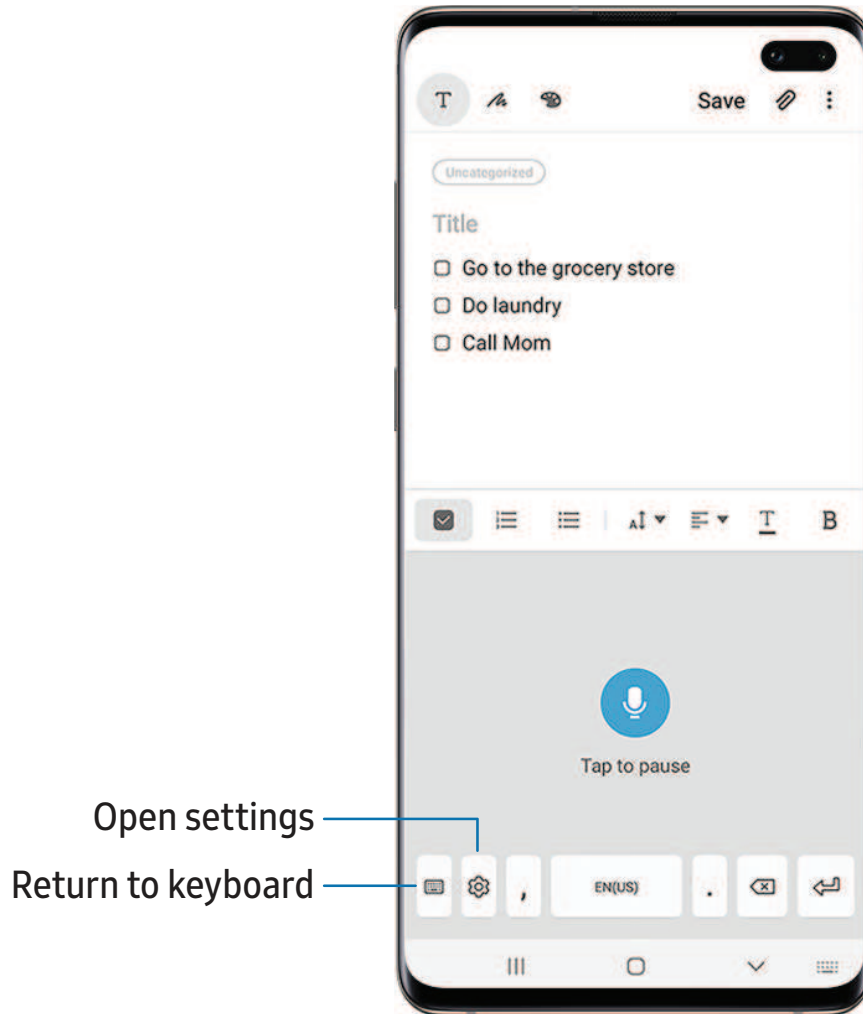 T
Save
Uncategorized
Title
Go to the grocery store
Do laundry
Call Mom
A T B
Tap to pause
Open settings
Return to keyboard
, EN(US) .